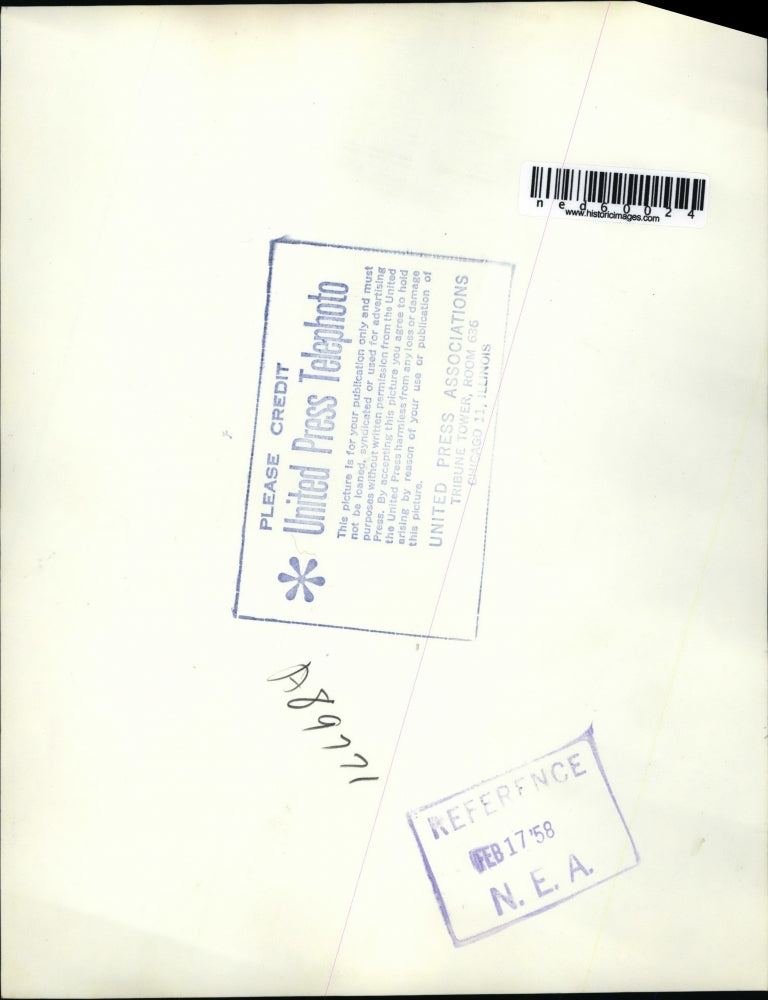 ned60024
www.historicimages.com
PLEASE CREDIT
United Press Telephoto
This picture is for your publication only and must
not be loaned, syndicated or used for advertising
purposes without written permission from the United
Press. By accepting this picture you agree to hold
the United Press harmless from any loss or damage
arising by reason of your use or publication of
this picture.
UNITED PRESS ASSOCIATIONS
TRIBUNE TOWER, ROOM 636
CHICAGO 11, ILLINOIS
A89771
REFERENCE
FEB 17 '58
N. E. A.